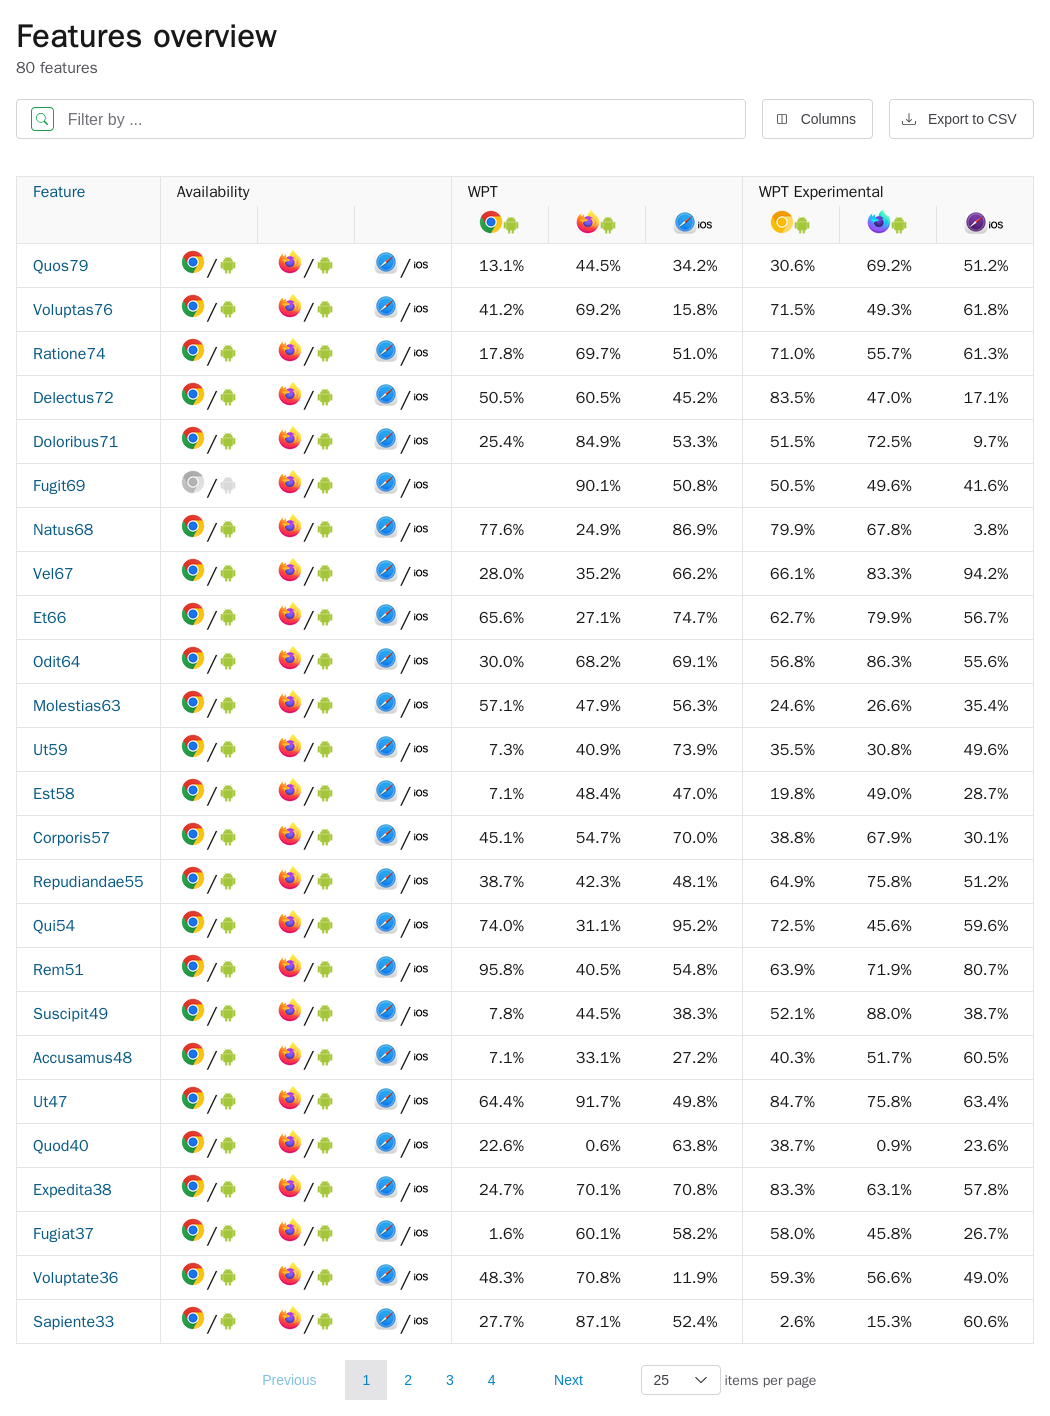 Features overview
80 features
Filter by ...
Columns
Export to CSV
Feature Availability WPT WPT Experimental
iOS iOS
Quos79 / / / iOS 13.1% 44.5% 34.2% 30.6% 69.2% 51.2%
Voluptas76 / / / iOS 41.2% 69.2% 15.8% 71.5% 49.3% 61.8%
Ratione74 / / / iOS 17.8% 69.7% 51.0% 71.0% 55.7% 61.3%
Delectus72 / / / iOS 50.5% 60.5% 45.2% 83.5% 47.0% 17.1%
Doloribus71 / / / iOS 25.4% 84.9% 53.3% 51.5% 72.5% 9.7%
Fugit69 / / / iOS 90.1% 50.8% 50.5% 49.6% 41.6%
Natus68 / / / iOS 77.6% 24.9% 86.9% 79.9% 67.8% 3.8%
Vel67 / / / iOS 28.0% 35.2% 66.2% 66.1% 83.3% 94.2%
Et66 / / / iOS 65.6% 27.1% 74.7% 62.7% 79.9% 56.7%
Odit64 / / / iOS 30.0% 68.2% 69.1% 56.8% 86.3% 55.6%
Molestias63 / / / iOS 57.1% 47.9% 56.3% 24.6% 26.6% 35.4%
Ut59 / / / iOS 7.3% 40.9% 73.9% 35.5% 30.8% 49.6%
Est58 / / / iOS 7.1% 48.4% 47.0% 19.8% 49.0% 28.7%
Corporis57 / / / iOS 45.1% 54.7% 70.0% 38.8% 67.9% 30.1%
Repudiandae55 / / / iOS 38.7% 42.3% 48.1% 64.9% 75.8% 51.2%
Qui54 / / / iOS 74.0% 31.1% 95.2% 72.5% 45.6% 59.6%
Rem51 / / / iOS 95.8% 40.5% 54.8% 63.9% 71.9% 80.7%
Suscipit49 / / / iOS 7.8% 44.5% 38.3% 52.1% 88.0% 38.7%
Accusamus48 / / / iOS 7.1% 33.1% 27.2% 40.3% 51.7% 60.5%
Ut47 / / / iOS 64.4% 91.7% 49.8% 84.7% 75.8% 63.4%
Quod40 / / / iOS 22.6% 0.6% 63.8% 38.7% 0.9% 23.6%
Expedita38 / / / iOS 24.7% 70.1% 70.8% 83.3% 63.1% 57.8%
Fugiat37 / / / iOS 1.6% 60.1% 58.2% 58.0% 45.8% 26.7%
Voluptate36 / / / iOS 48.3% 70.8% 11.9% 59.3% 56.6% 49.0%
Sapiente33 / / / iOS 27.7% 87.1% 52.4% 2.6% 15.3% 60.6%
Previous 1 2 3 4 Next 25 items per page